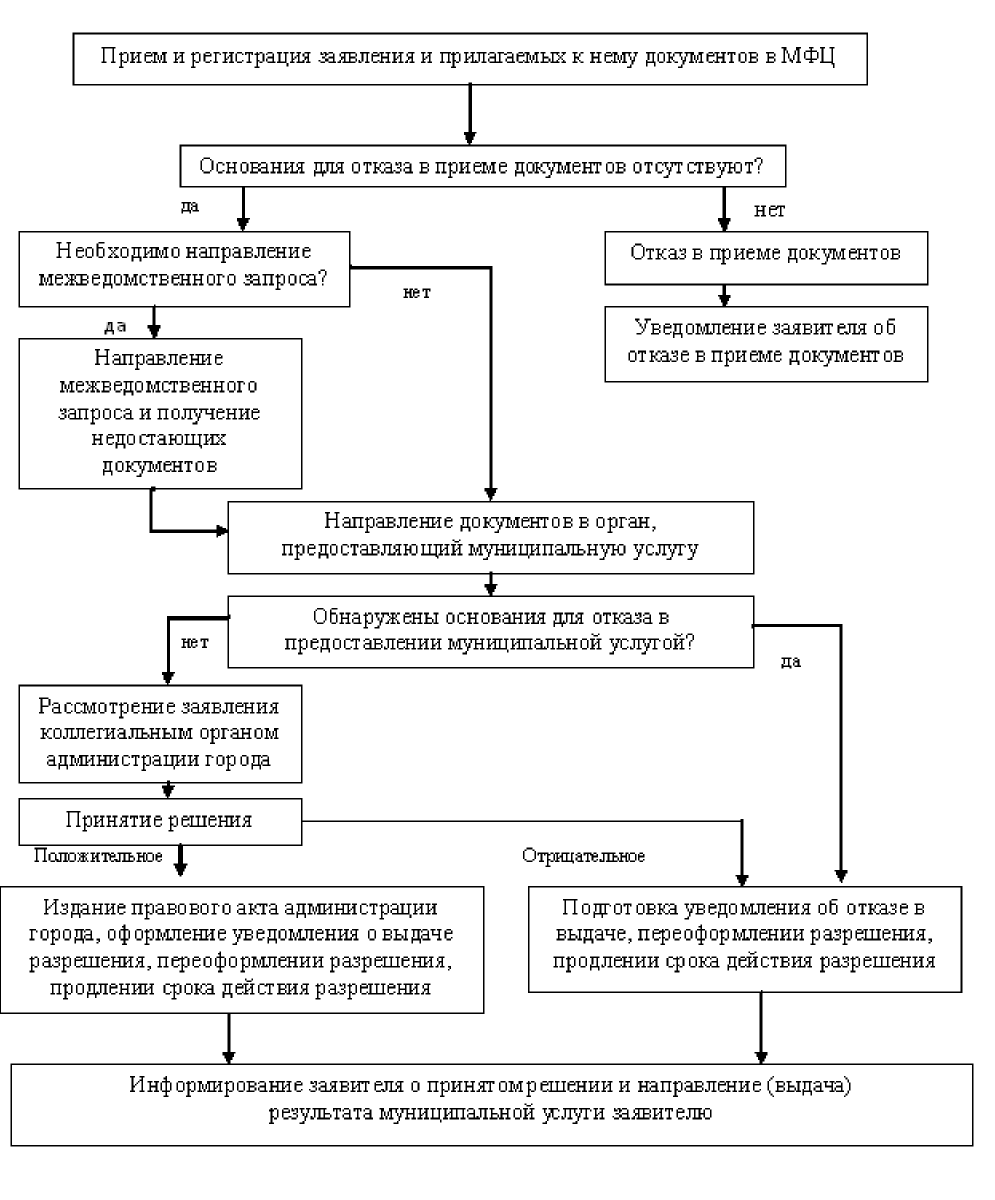 Прием и регистрация заявления и прилагаемых к нему документов в МФЦ
Основания для отказа в приеме документов отсутствуют?
да
нет
Необходимо направление
межведомственного запроса?
Отказ в приеме документов
нет
да
Уведомление заявителя об
отказе в приеме документов
Направление
межведомственного
запроса и получение
недостающих
документов
Направление документов в орган,
предоставляющий муниципальную услугу
Обнаружены основания для отказа в
предоставлении муниципальной услугой?
нет
да
Рассмотрение заявления
коллегиальным органом
администрации города
Принятие решения
Положительное
Отрицательное
Издание правового акта администрации
города, оформление уведомления о выдаче
разрешения, переоформлении разрешения,
продлении срока действия разрешения
Подготовка уведомления об отказе в
выдаче, переоформлении разрешения,
продлении срока действия разрешения
Информирование заявителя о принятом решении и направление (выдача)
результата муниципальной услуги заявителю